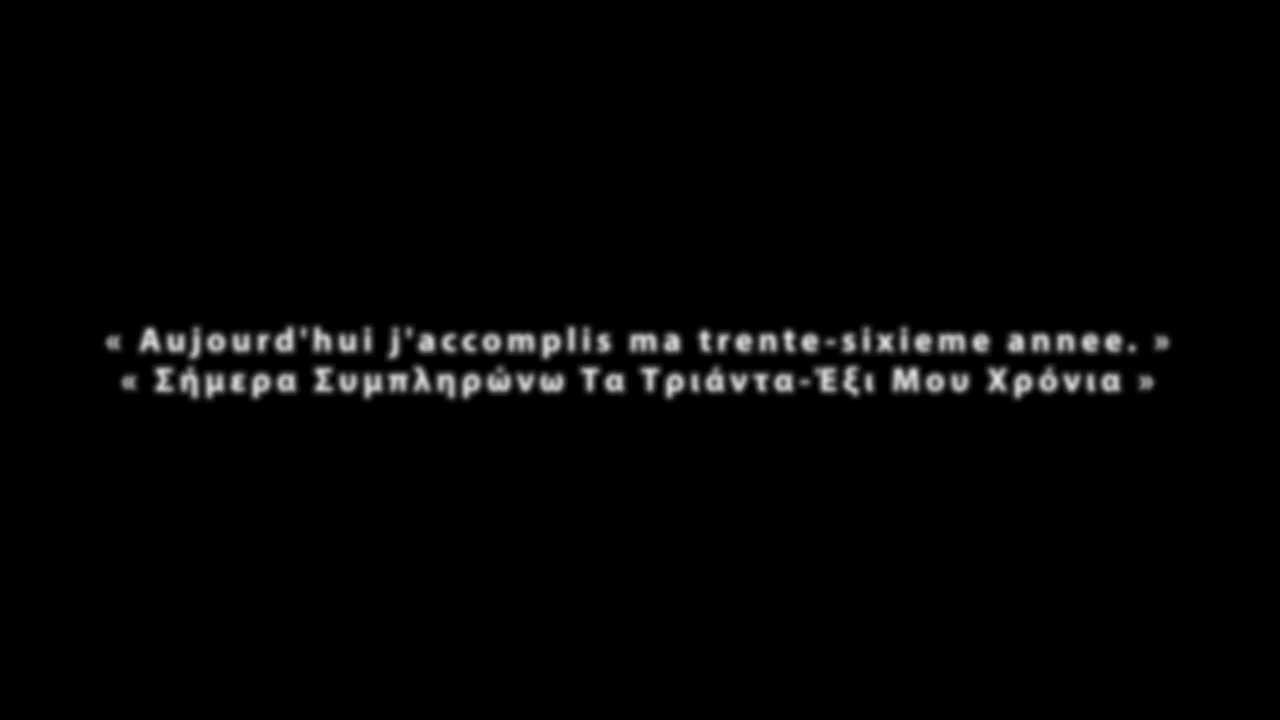 « Aujourd'hui j'accomplis ma trente-sixieme annee. »
« Σήμερα Συμπληρώνω Τα Τριάντα-Έξι Μου Χρόνια »